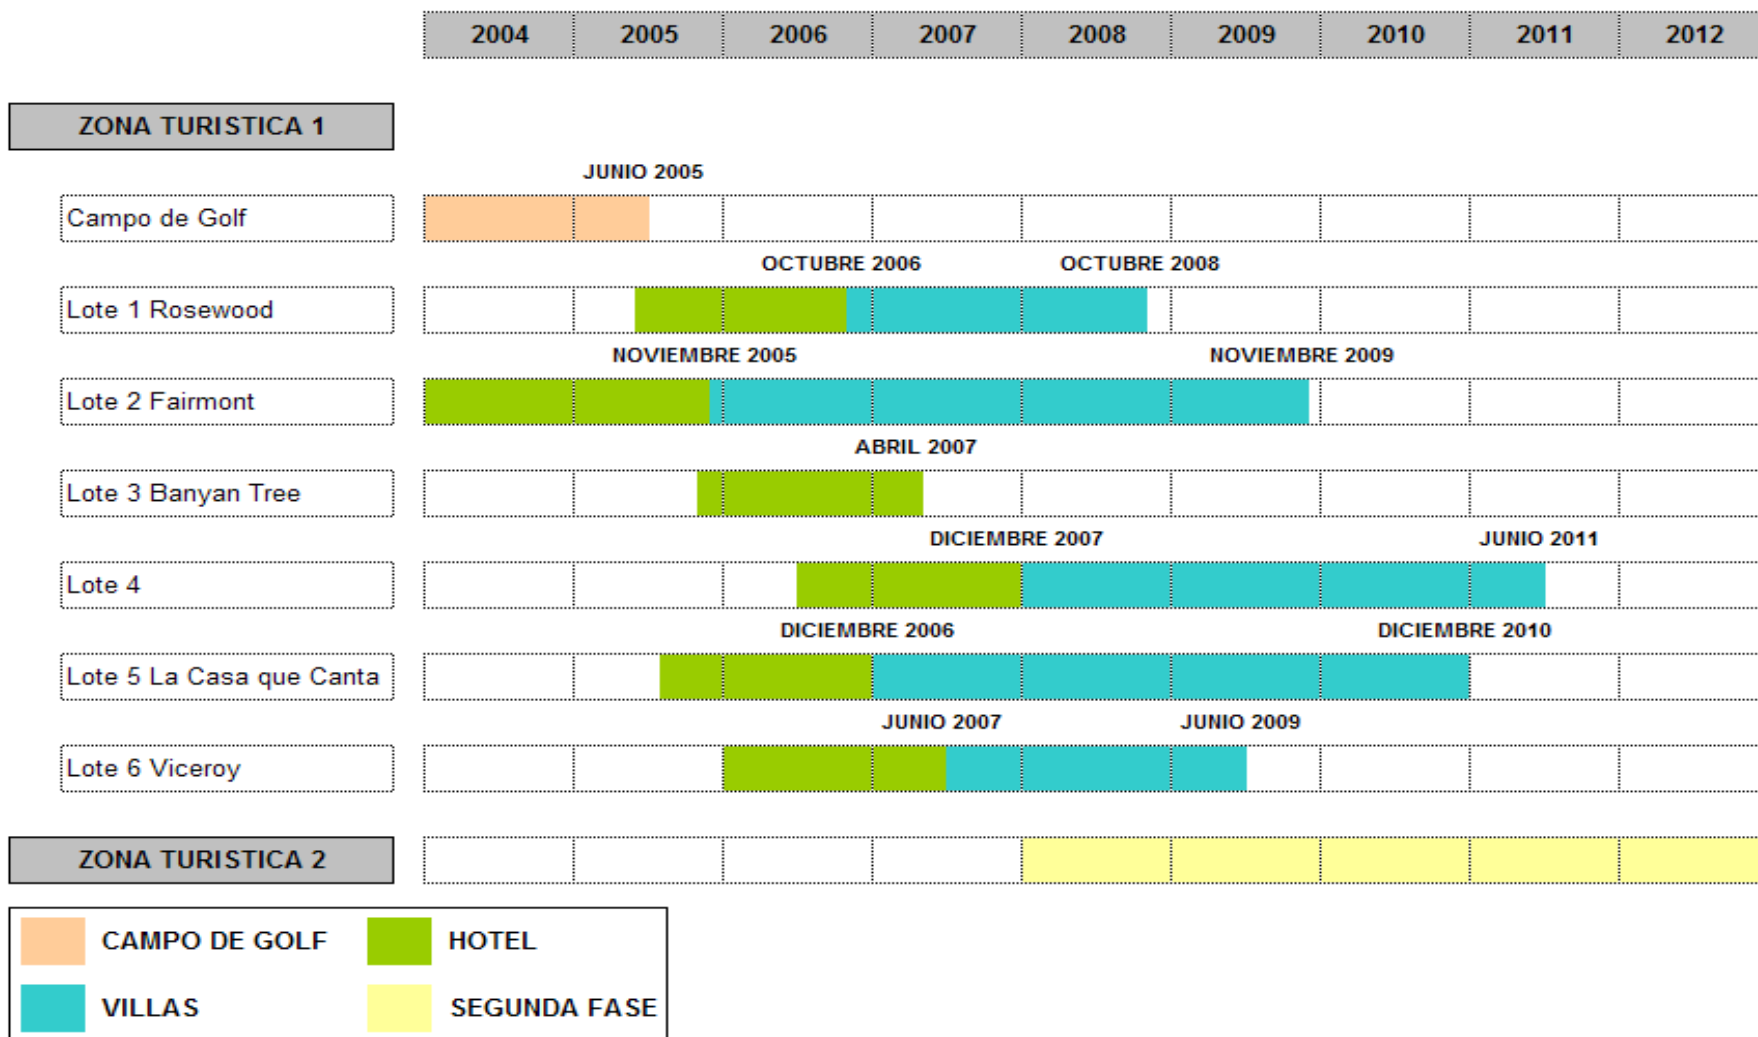 2004 2005 2006 2007 2008 2009 2010 2011 2012
ZONA TURISTICA 1
JUNIO 2005
Campo de Golf
OCTUBRE 2006 OCTUBRE 2008
Lote 1 Rosewood
NOVIEMBRE 2005 NOVIEMBRE 2009
Lote 2 Fairmont
ABRIL 2007
Lote 3 Banyan Tree
DICIEMBRE 2007 JUNIO 2011
Lote 4
DICIEMBRE 2006 DICIEMBRE 2010
Lote 5 La Casa que Canta
JUNIO 2007 JUNIO 2009
Lote 6 Viceroy
ZONA TURISTICA 2
CAMPO DE GOLF HOTEL
VILLAS SEGUNDA FASE